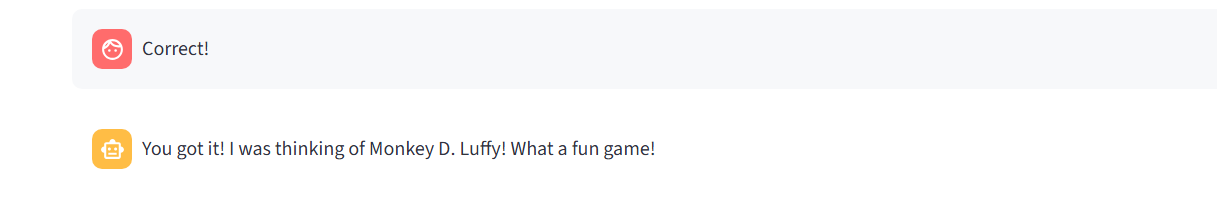 Correct!
You got it! I was thinking of Monkey D. Luffy! What a fun game!